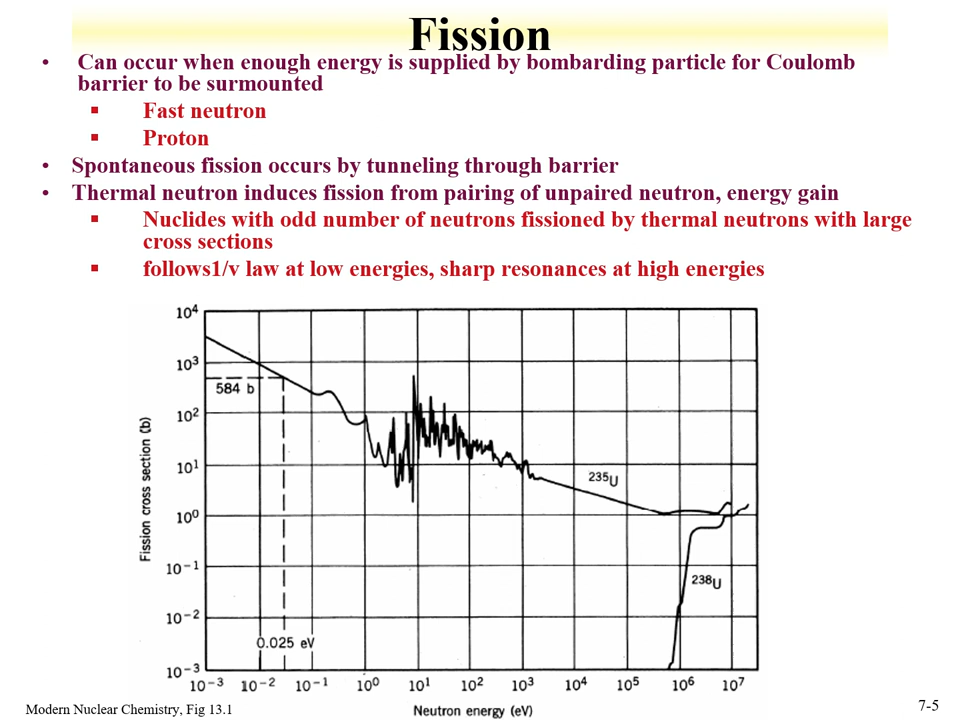 Fission
• Can occur when enough energy is supplied by bombarding particle for Coulomb
barrier to be surmounted
▪ Fast neutron
▪ Proton
• Spontaneous fission occurs by tunneling through barrier
• Thermal neutron induces fission from pairing of unpaired neutron, energy gain
▪ Nuclides with odd number of neutrons fissioned by thermal neutrons with large
cross sections
▪ follows1/v law at low energies, sharp resonances at high energies
Fission cross section (b)
10⁴
10³
584 b
10²
10¹
²³⁵U
10⁰
10⁻¹
²³⁸U
10⁻²
0.025 eV
10⁻³
10⁻³ 10⁻² 10⁻¹ 10⁰ 10¹ 10² 10³ 10⁴ 10⁵ 10⁶ 10⁷
Neutron energy (eV)
Modern Nuclear Chemistry, Fig 13.1
7-5